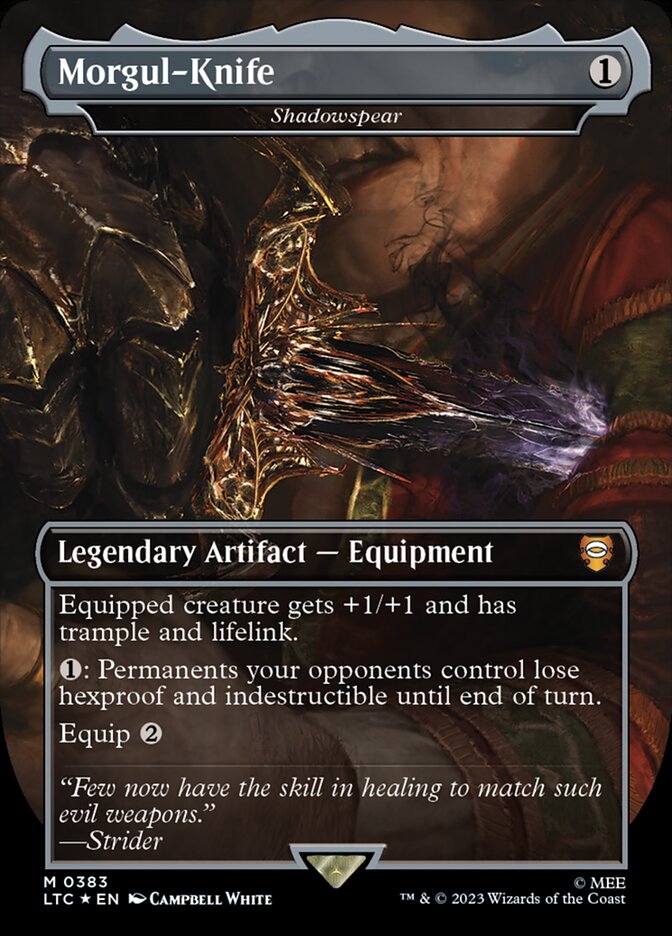 Morgul-Knife 1
Shadowspear
Legendary Artifact — Equipment
Equipped creature gets +1/+1 and has
trample and lifelink.
1: Permanents your opponents control lose
hexproof and indestructible until end of turn.
Equip 2
“Few now have the skill in healing to match such
evil weapons.”
—Strider
M 0383
LTC ★ EN Campbell White
© MEE
™ & © 2023 Wizards of the Coast